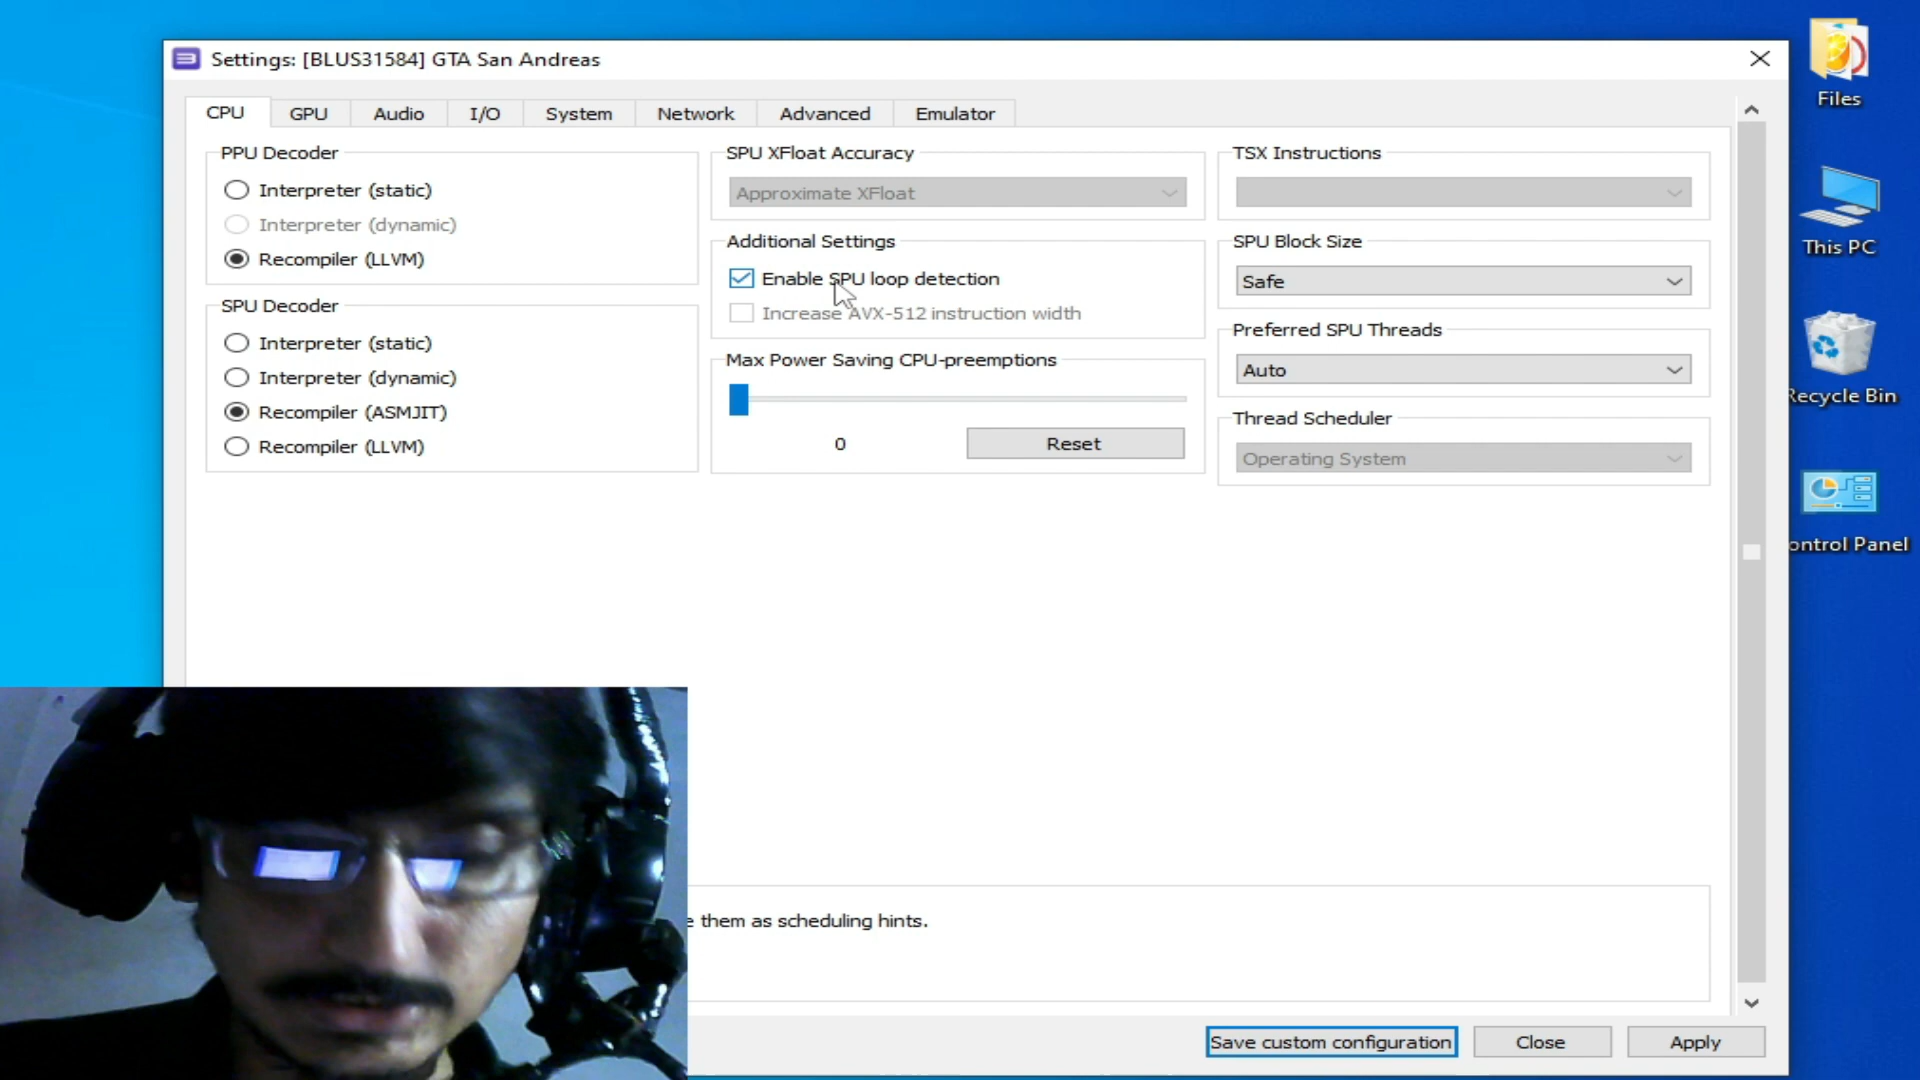 Settings: [BLUS31584] GTA San Andreas
CPU
GPU
Audio
I/O
System
Network
Advanced
Emulator
PPU Decoder
Interpreter (static)
Interpreter (dynamic)
Recompiler (LLVM)
SPU Decoder
Interpreter (static)
Interpreter (dynamic)
Recompiler (ASMJIT)
Recompiler (LLVM)
SPU XFloat Accuracy
Approximate XFloat
Additional Settings
Enable SPU loop detection
Increase AVX-512 instruction width
Max Power Saving CPU-preemptions
0
Reset
TSX Instructions
SPU Block Size
Safe
Preferred SPU Threads
Auto
Thread Scheduler
Operating System
e them as scheduling hints.
Save custom configuration
Close
Apply
Files
This PC
Recycle Bin
ontrol Panel